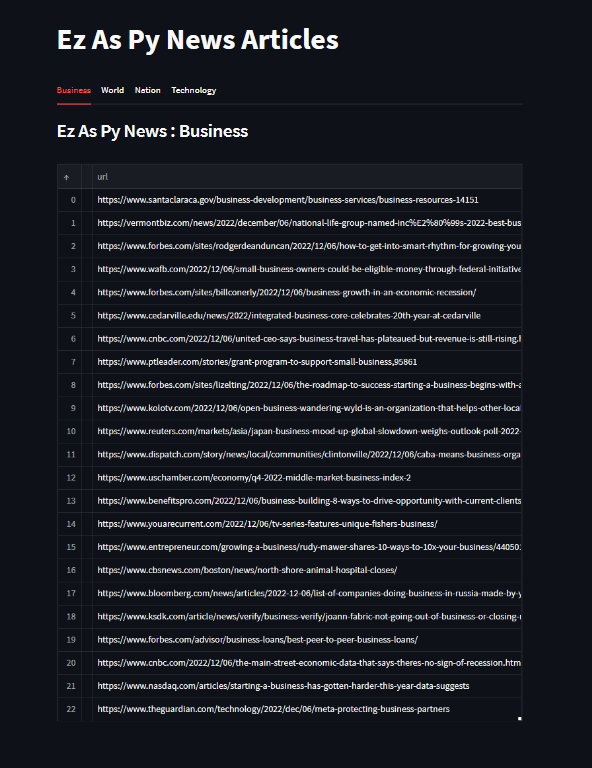 Ez As Py News Articles
Business World Nation Technology
Ez As Py News : Business
↑ url
0 https://www.santaclaraca.gov/business-development/business-services/business-resources-14151
1 https://vermontbiz.com/news/2022/december/06/national-life-group-named-inc%E2%80%99s-2022-best-bus
2 https://www.forbes.com/sites/rodgerdeanduncan/2022/12/06/how-to-get-into-smart-rhythm-for-growing-you
3 https://www.wafb.com/2022/12/06/small-business-owners-could-be-eligible-money-through-federal-initiative
4 https://www.forbes.com/sites/billconerly/2022/12/06/business-growth-in-an-economic-recession/
5 https://www.cedarville.edu/news/2022/integrated-business-core-celebrates-20th-year-at-cedarville
6 https://www.cnbc.com/2022/12/06/united-ceo-says-business-travel-has-plateaued-but-revenue-is-still-rising.h
7 https://www.ptleader.com/stories/grant-program-to-support-small-business,95861
8 https://www.forbes.com/sites/lizelting/2022/12/06/the-roadmap-to-success-starting-a-business-begins-with-a
9 https://www.kolotv.com/2022/12/06/open-business-wandering-wyld-is-an-organization-that-helps-other-local
10 https://www.reuters.com/markets/asia/japan-business-mood-up-global-slowdown-weighs-outlook-poll-2022-
11 https://www.dispatch.com/story/news/local/communities/clintonville/2022/12/06/caba-means-business-orga
12 https://www.uschamber.com/economy/q4-2022-middle-market-business-index-2
13 https://www.benefitspro.com/2022/12/06/business-building-8-ways-to-drive-opportunity-with-current-clients
14 https://www.youarecurrent.com/2022/12/06/tv-series-features-unique-fishers-business/
15 https://www.entrepreneur.com/growing-a-business/rudy-mawer-shares-10-ways-to-10x-your-business/44050
16 https://www.cbsnews.com/boston/news/north-shore-animal-hospital-closes/
17 https://www.bloomberg.com/news/articles/2022-12-06/list-of-companies-doing-business-in-russia-made-by-y
18 https://www.ksdk.com/article/news/verify/business-verify/joann-fabric-not-going-out-of-business-or-closing-
19 https://www.forbes.com/advisor/business-loans/best-peer-to-peer-business-loans/
20 https://www.cnbc.com/2022/12/06/the-main-street-economic-data-that-says-theres-no-sign-of-recession.htm
21 https://www.nasdaq.com/articles/starting-a-business-has-gotten-harder-this-year-data-suggests
22 https://www.theguardian.com/technology/2022/dec/06/meta-protecting-business-partners